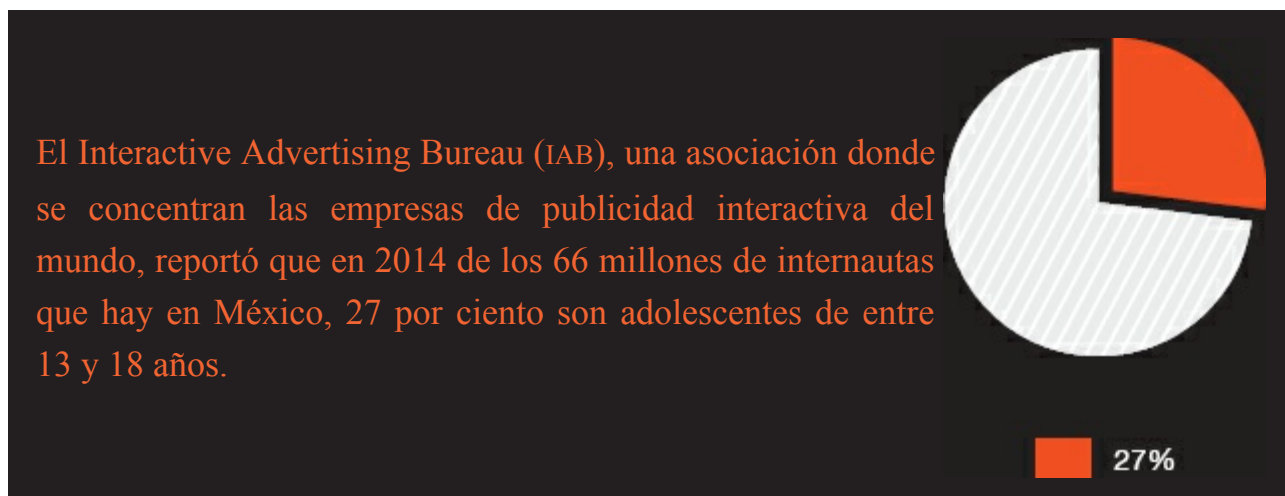 El Interactive Advertising Bureau (IAB), una asociación donde
se concentran las empresas de publicidad interactiva del
mundo, reportó que en 2014 de los 66 millones de internautas
que hay en México, 27 por ciento son adolescentes de entre
13 y 18 años.
27%